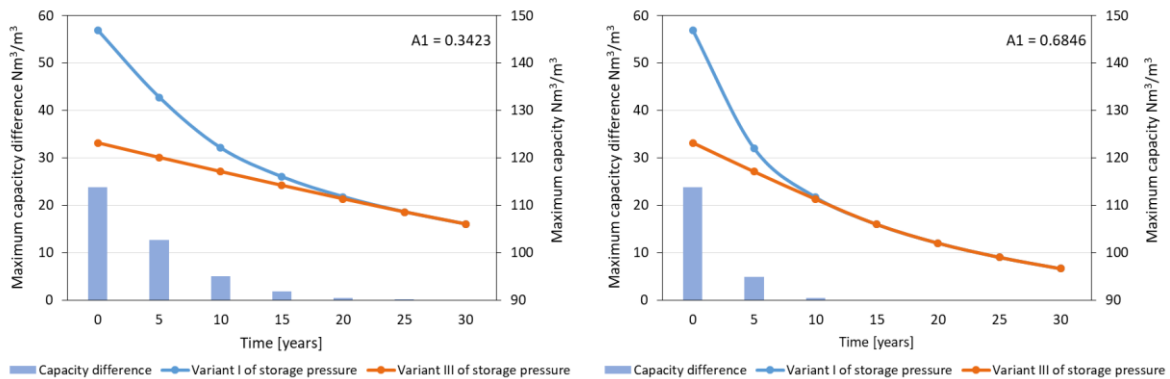 A1 = 0.3423
Maximum capacitcy difference Nm³/m³
60
50
40
30
20
10
0
150
140
130
120
110
100
90
Maximum capacity Nm³/m³
0 5 10 15 20 25 30
Time [years]
Capacity difference Variant I of storage pressure Variant III of storage pressure
A1 = 0.6846
Maximum capacitcy difference Nm³/m³
60
50
40
30
20
10
0
150
140
130
120
110
100
90
Maximum capacity Nm³/m³
0 5 10 15 20 25 30
Time [years]
Capacity difference Variant I of storage pressure Variant III of storage pressure